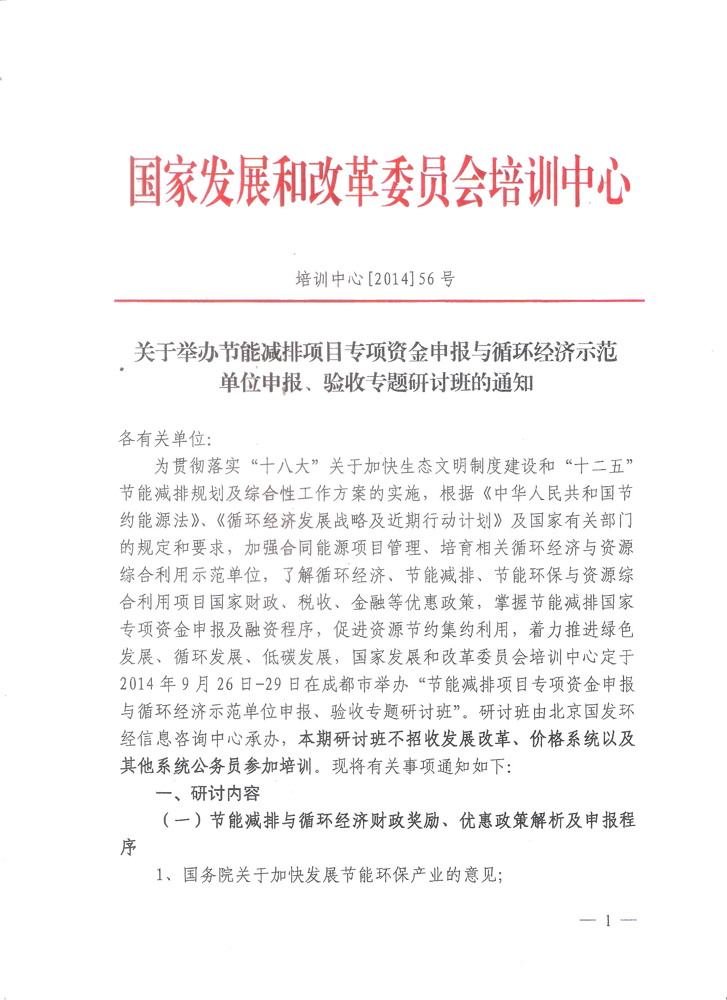 国家发展和改革委员会培训中心
培训中心[2014]56 号
关于举办节能减排项目专项资金申报与循环经济示范
单位申报、验收专题研讨班的通知
各有关单位:
为贯彻落实“十八大”关于加快生态文明制度建设和“十二五”
节能减排规划及综合性工作方案的实施，根据《中华人民共和国节
约能源法》、《循环经济发展战略及近期行动计划》及国家有关部门
的规定和要求，加强合同能源项目管理、培育相关循环经济与资源
综合利用示范单位，了解循环经济、节能减排、节能环保与资源综
合利用项目国家财政、税收、金融等优惠政策，掌握节能减排国家
专项资金申报及融资程序，促进资源节约集约利用，着力推进绿色
发展、循环发展、低碳发展，国家发展和改革委员会培训中心定于
2014 年 9 月 26 日-29 日在成都市举办“节能减排项目专项资金申报
与循环经济示范单位申报、验收专题研讨班”。研讨班由北京国发环
经信息咨询中心承办，本期研讨班不招收发展改革、价格系统以及
其他系统公务员参加培训。现将有关事项通知如下:
一、研讨内容
（一）节能减排与循环经济财政奖励、优惠政策解析及申报程
序
1、国务院关于加快发展节能环保产业的意见;
— 1 —